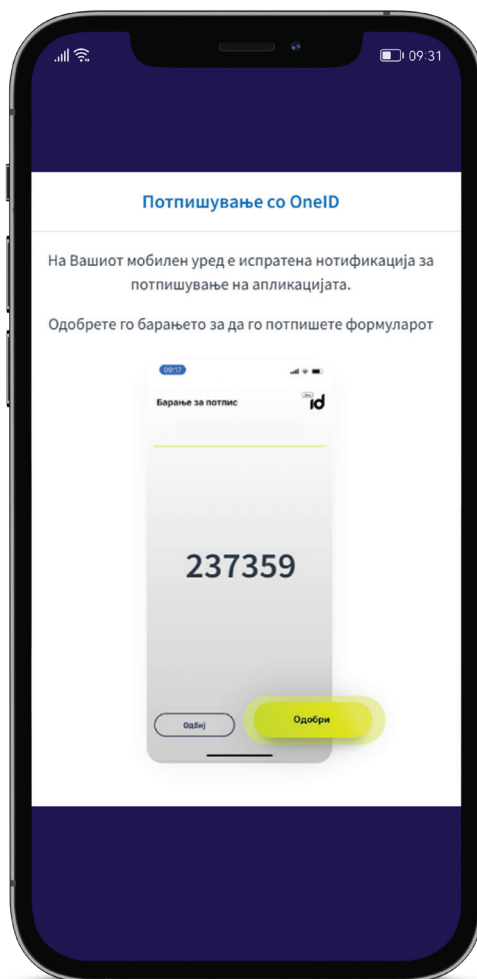 09:31
Потпишување со OneID
На Вашиот мобилен уред е испратена нотификација за
потпишување на апликацијата.
Одобрете го барањето за да го потпишете формуларот
09:17
Барање за потпис
id
237359
Одбиј
Одобри